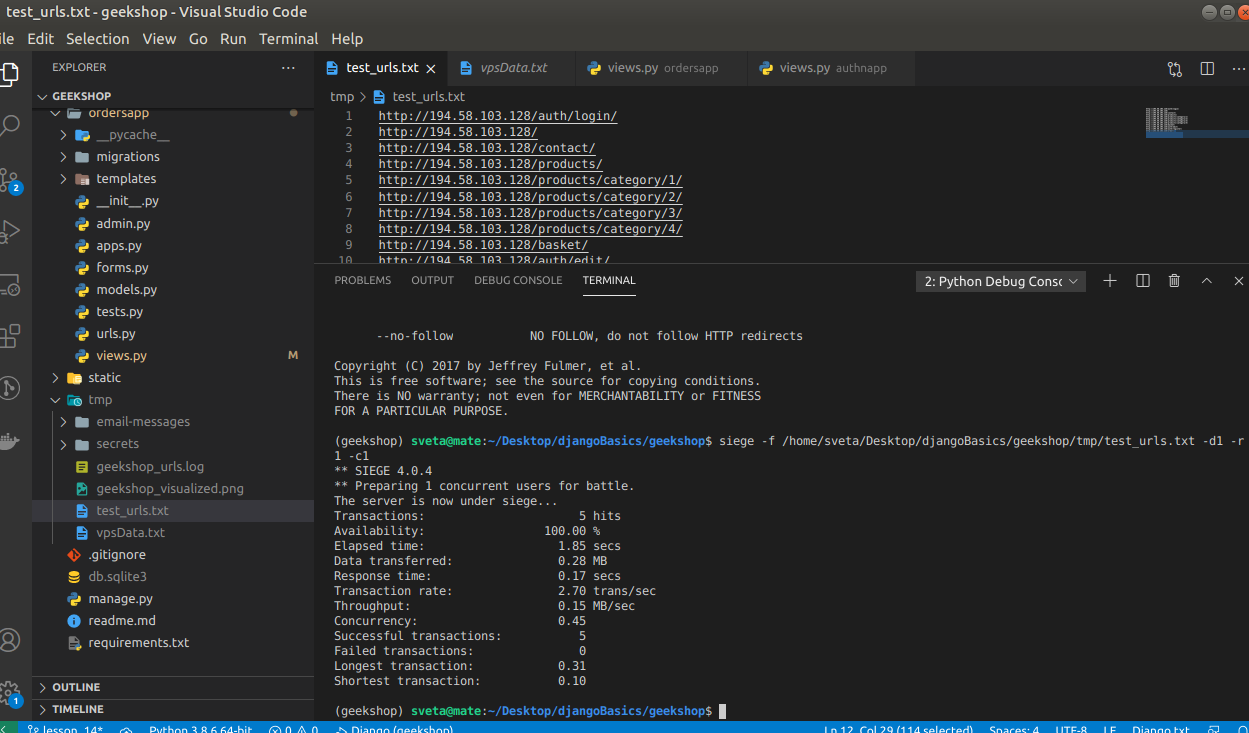 test_urls.txt - geekshop - Visual Studio Code
ile Edit Selection View Go Run Terminal Help
EXPLORER
GEEKSHOP
ordersapp
__pycache__
migrations
templates
__init__.py
admin.py
apps.py
forms.py
models.py
tests.py
urls.py
views.py M
static
tmp
email-messages
secrets
geekshop_urls.log
geekshop_visualized.png
test_urls.txt
vpsData.txt
.gitignore
db.sqlite3
manage.py
readme.md
requirements.txt
OUTLINE
TIMELINE
2
1
test_urls.txt vpsData.txt views.py ordersapp views.py authnapp
tmp > test_urls.txt
1 http://194.58.103.128/auth/login/
2 http://194.58.103.128/
3 http://194.58.103.128/contact/
4 http://194.58.103.128/products/
5 http://194.58.103.128/products/category/1/
6 http://194.58.103.128/products/category/2/
7 http://194.58.103.128/products/category/3/
8 http://194.58.103.128/products/category/4/
9 http://194.58.103.128/basket/
10 http://194.58.103.128/auth/edit/
PROBLEMS OUTPUT DEBUG CONSOLE TERMINAL 2: Python Debug Consc
--no-follow NO FOLLOW, do not follow HTTP redirects
Copyright (C) 2017 by Jeffrey Fulmer, et al.
This is free software; see the source for copying conditions.
There is NO warranty; not even for MERCHANTABILITY or FITNESS
FOR A PARTICULAR PURPOSE.
(geekshop) sveta@mate:~/Desktop/djangoBasics/geekshop$ siege -f /home/sveta/Desktop/djangoBasics/geekshop/tmp/test_urls.txt -d1 -r
1 -c1
** SIEGE 4.0.4
** Preparing 1 concurrent users for battle.
The server is now under siege...
Transactions: 5 hits
Availability: 100.00 %
Elapsed time: 1.85 secs
Data transferred: 0.28 MB
Response time: 0.17 secs
Transaction rate: 2.70 trans/sec
Throughput: 0.15 MB/sec
Concurrency: 0.45
Successful transactions: 5
Failed transactions: 0
Longest transaction: 0.31
Shortest transaction: 0.10
(geekshop) sveta@mate:~/Desktop/djangoBasics/geekshop$
lesson_14* Python 3.8.6 64-bit 0 0 Django (geekshop) Ln 12, Col 29 (114 selected) Spaces: 4 UTF-8 LF Django txt